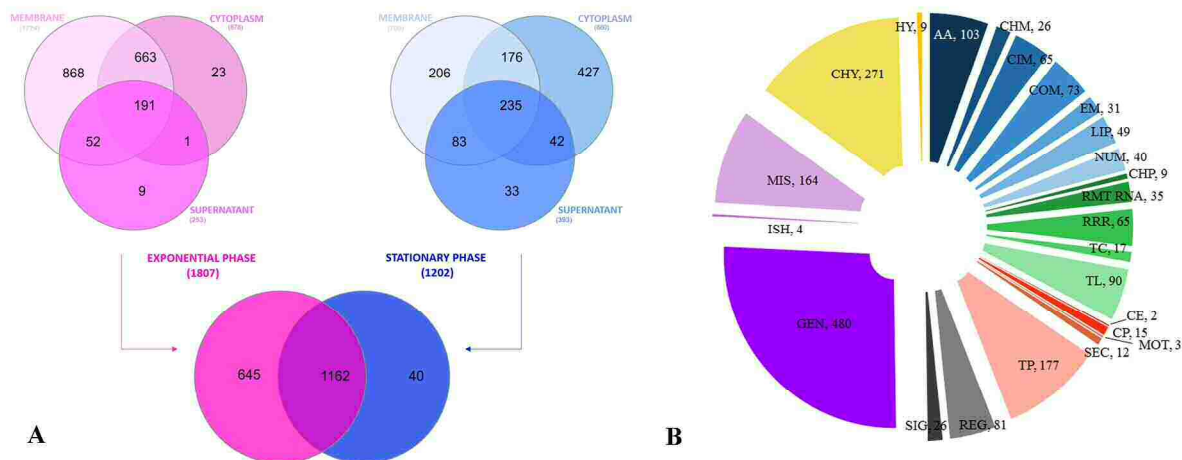 MEMBRANE
(1774)
CYTOPLASM
(878)
868
663
23
191
52
1
9
SUPERNATANT
(253)
MEMBRANE
(700)
CYTOPLASM
(880)
206
176
427
235
83
42
33
SUPERNATANT
(393)
EXPONENTIAL PHASE
(1807)
STATIONARY PHASE
(1202)
645
1162
40
A
HY, 9
AA, 103
CHM, 26
CIM, 65
COM, 73
EM, 31
LIP, 49
NUM, 40
CHP, 9
RMT RNA, 35
RRR, 65
TC, 17
TL, 90
CE, 2
CP, 15
MOT, 3
SEC, 12
TP, 177
REG, 81
SIG, 26
GEN, 480
ISH, 4
MIS, 164
CHY, 271
B